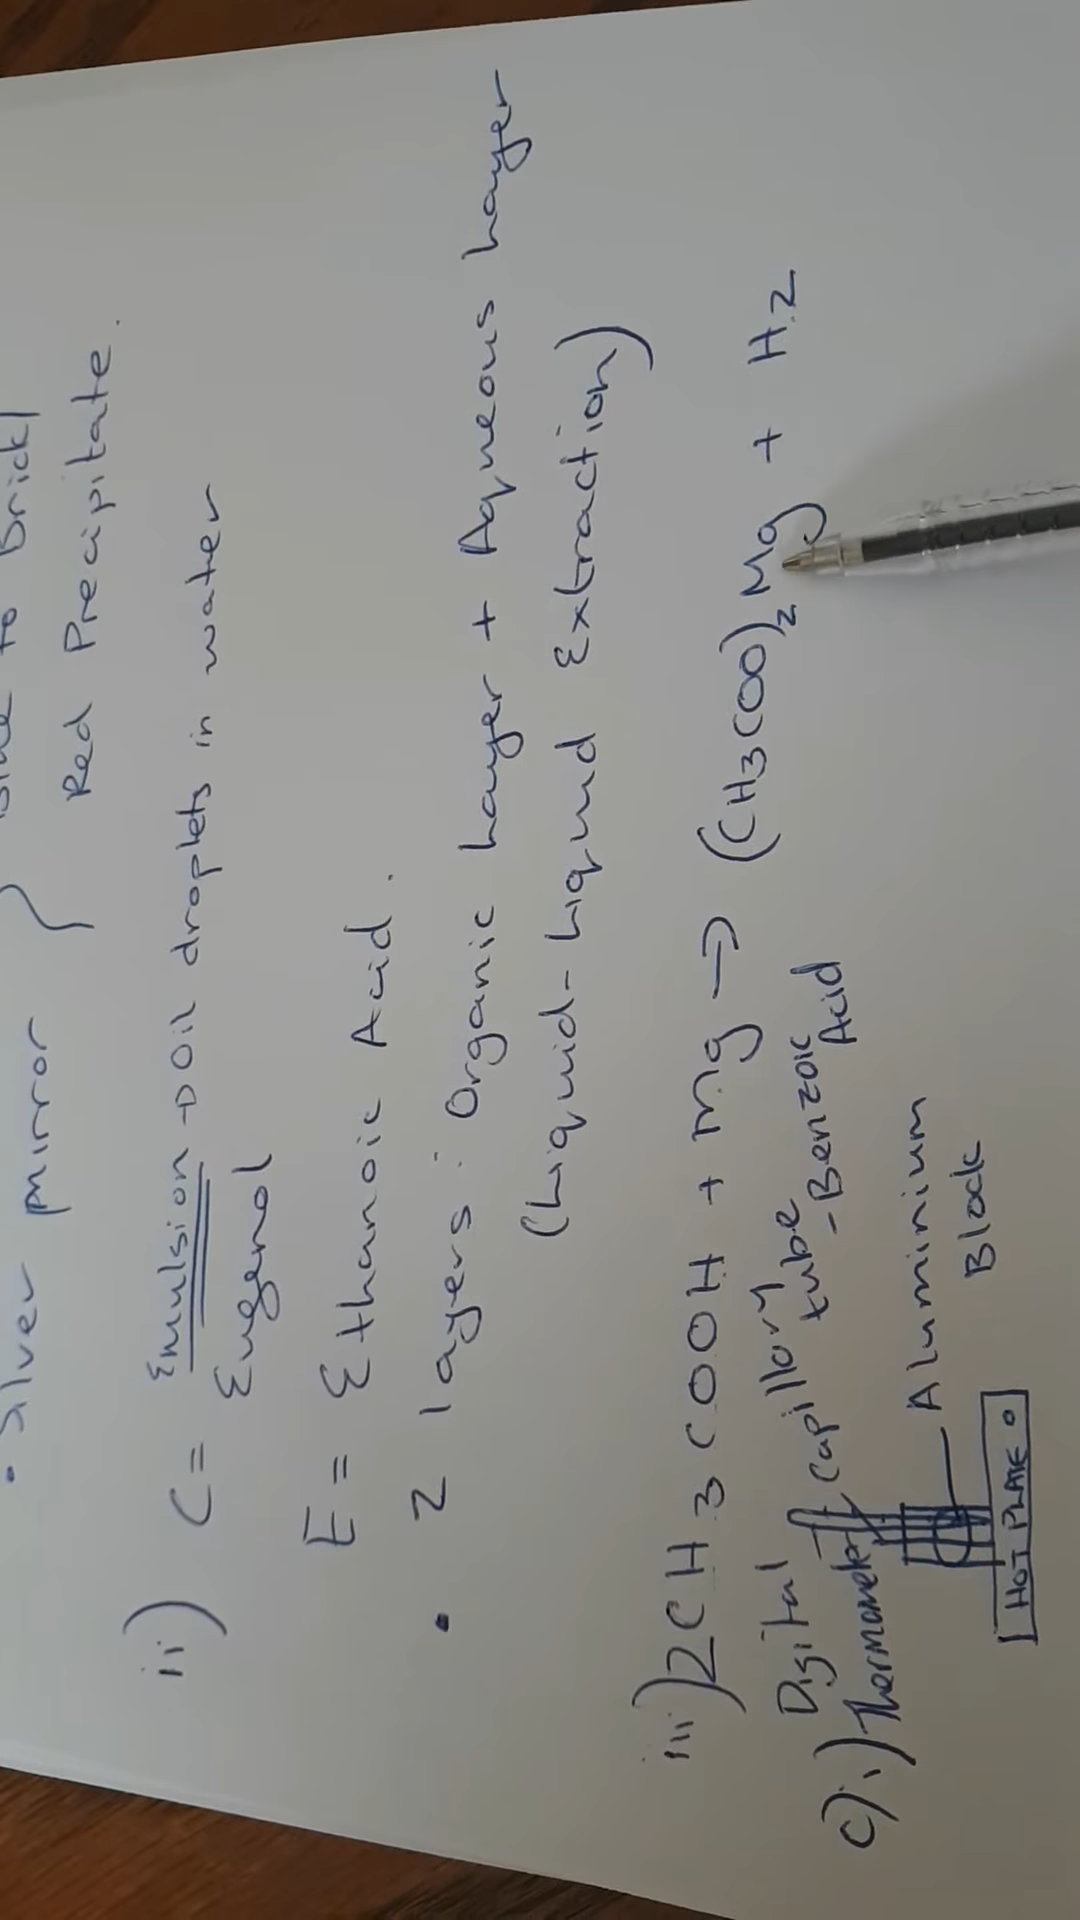 to Brick/
• Silver mirror } Red Precipitate.
ii) C = Emulsion → Oil droplets in water
Eugenol
E = Ethanoic Acid.
• 2 layers: Organic Layer + Aqueous Layer
(Liquid-Liquid Extraction)
iii) 2CH3COOH + Mg → (CH3COO)2Mg + H2
Digital capillary tube
- Benzoic Acid
c) i) Thermometer
Aluminium
Block
HOT PLATE